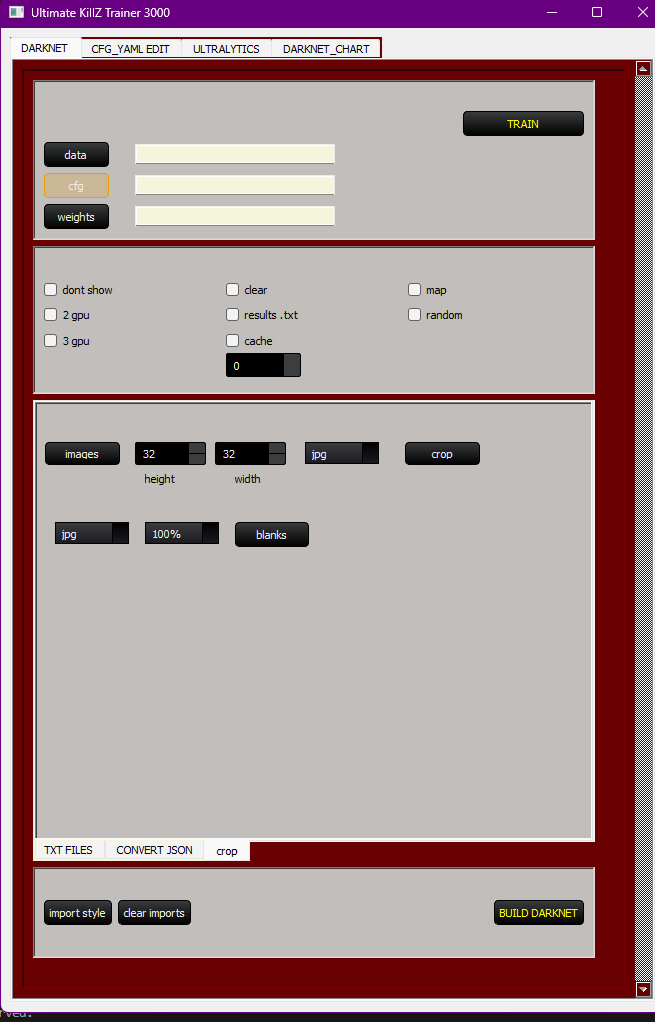 Ultimate KillZ Trainer 3000
DARKNET CFG_YAML EDIT ULTRALYTICS DARKNET_CHART
TRAIN
data
cfg
weights
dont show clear map
2 gpu results .txt random
3 gpu cache
0
images 32 32 jpg crop
height width
jpg 100% blanks
TXT FILES CONVERT JSON crop
import style clear imports BUILD DARKNET
rved.